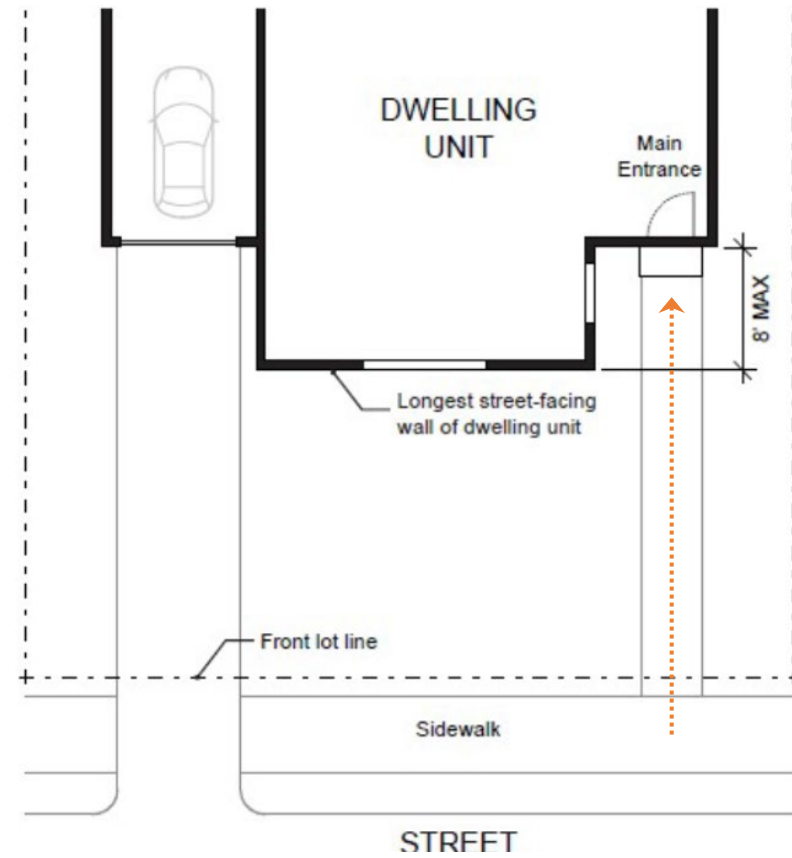 DWELLING
UNIT
Main
Entrance
8' MAX
Longest street-facing
wall of dwelling unit
Front lot line
Sidewalk
STREET